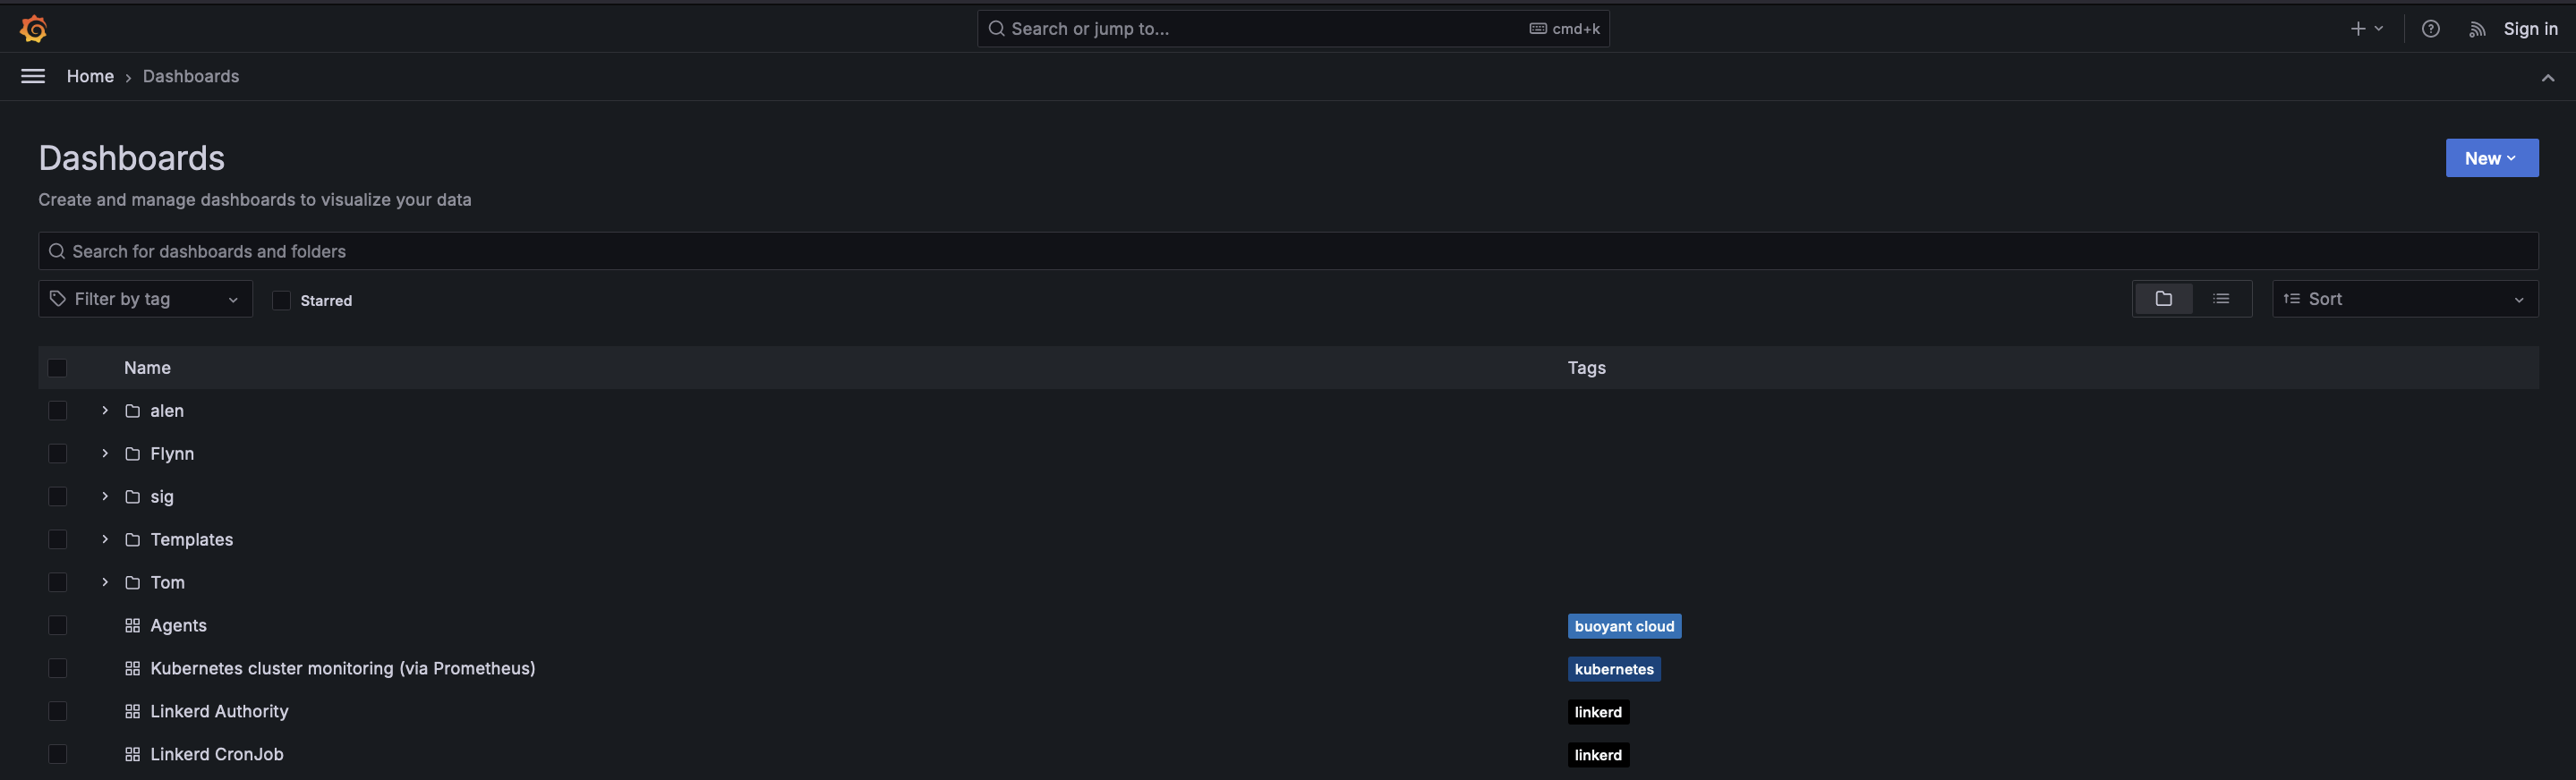 Search or jump to... cmd+k Sign in
Home › Dashboards
Dashboards
New
Create and manage dashboards to visualize your data
Search for dashboards and folders
Filter by tag Starred Sort
Name Tags
alen
Flynn
sig
Templates
Tom
Agents buoyant cloud
Kubernetes cluster monitoring (via Prometheus) kubernetes
Linkerd Authority linkerd
Linkerd CronJob linkerd